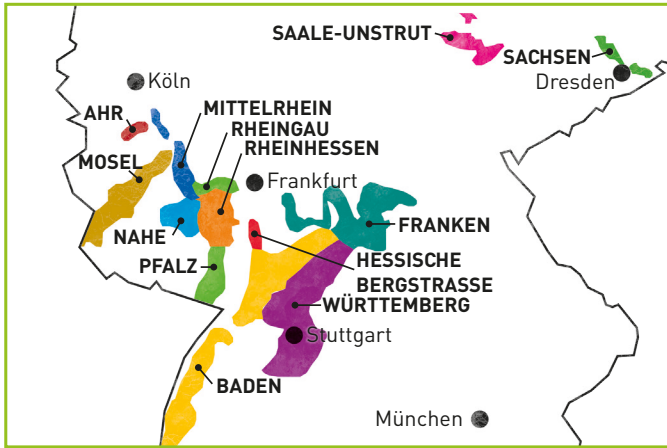 SAALE-UNSTRUT
SACHSEN
Dresden
Köln
AHR
MITTELRHEIN
RHEINGAU
RHEINHESSEN
MOSEL
Frankfurt
FRANKEN
NAHE
HESSISCHE
BERGSTRASSE
PFALZ
WÜRTTEMBERG
Stuttgart
BADEN
München